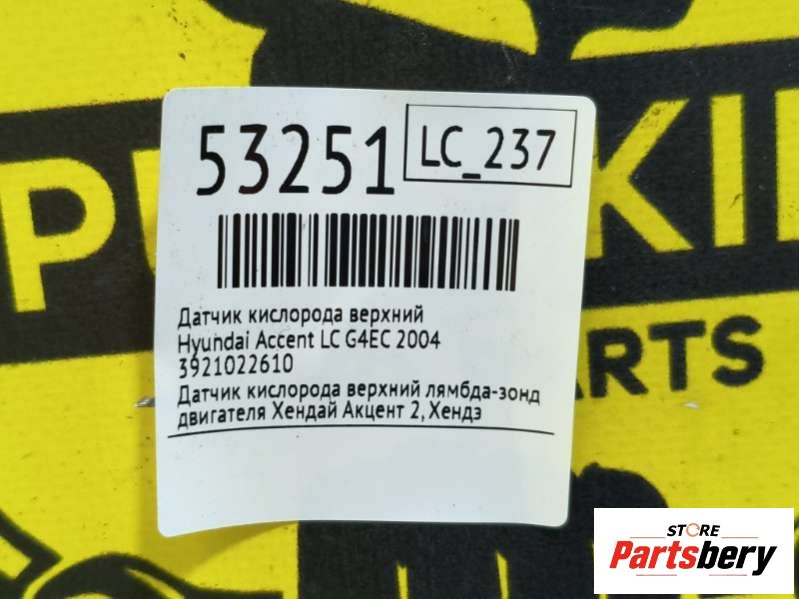 53251
LC_237
Датчик кислорода верхний
Hyundai Accent LC G4EC 2004
3921022610
Датчик кислорода верхний лямбда-зонд
двигателя Хендай Акцент 2, Хендэ
ARTS
STORE
Partsbery